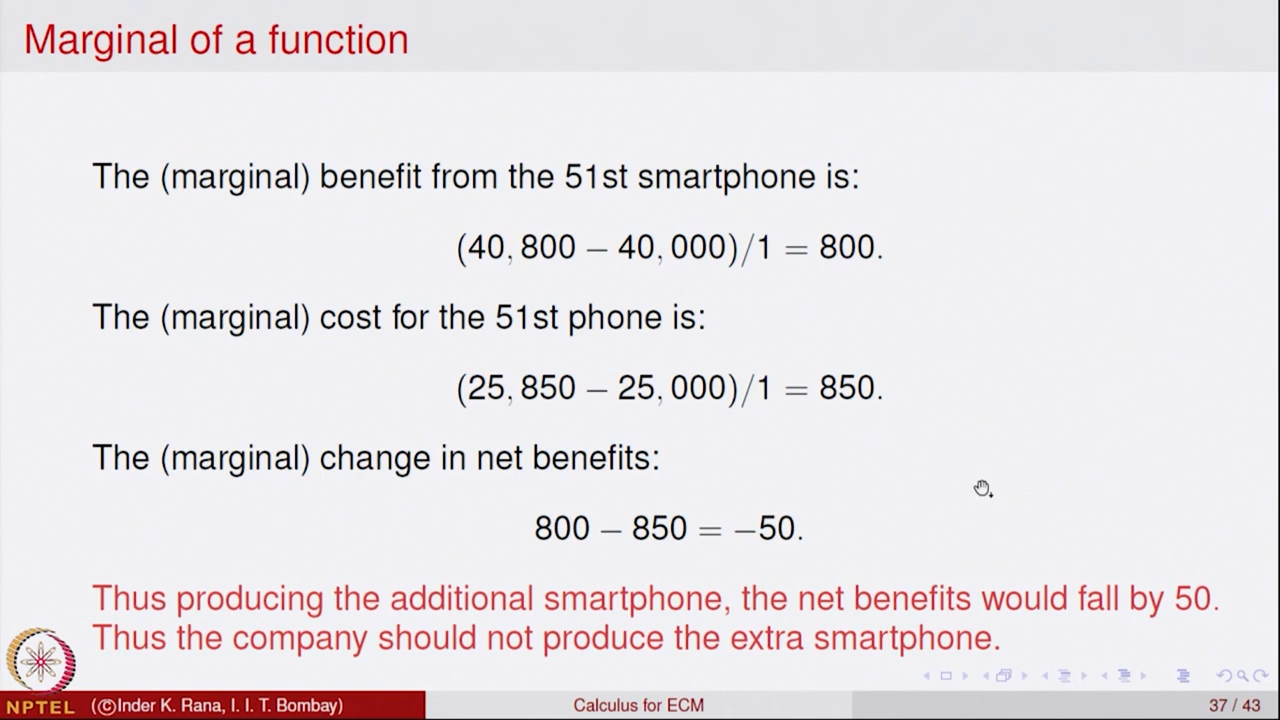 Marginal of a function
The (marginal) benefit from the 51st smartphone is:
(40, 800 − 40, 000)/1 = 800.
The (marginal) cost for the 51st phone is:
(25, 850 − 25, 000)/1 = 850.
The (marginal) change in net benefits:
800 − 850 = −50.
Thus producing the additional smartphone, the net benefits would fall by 50.
Thus the company should not produce the extra smartphone.
NPTEL
(©Inder K. Rana, I. I. T. Bombay)
Calculus for ECM
37 / 43